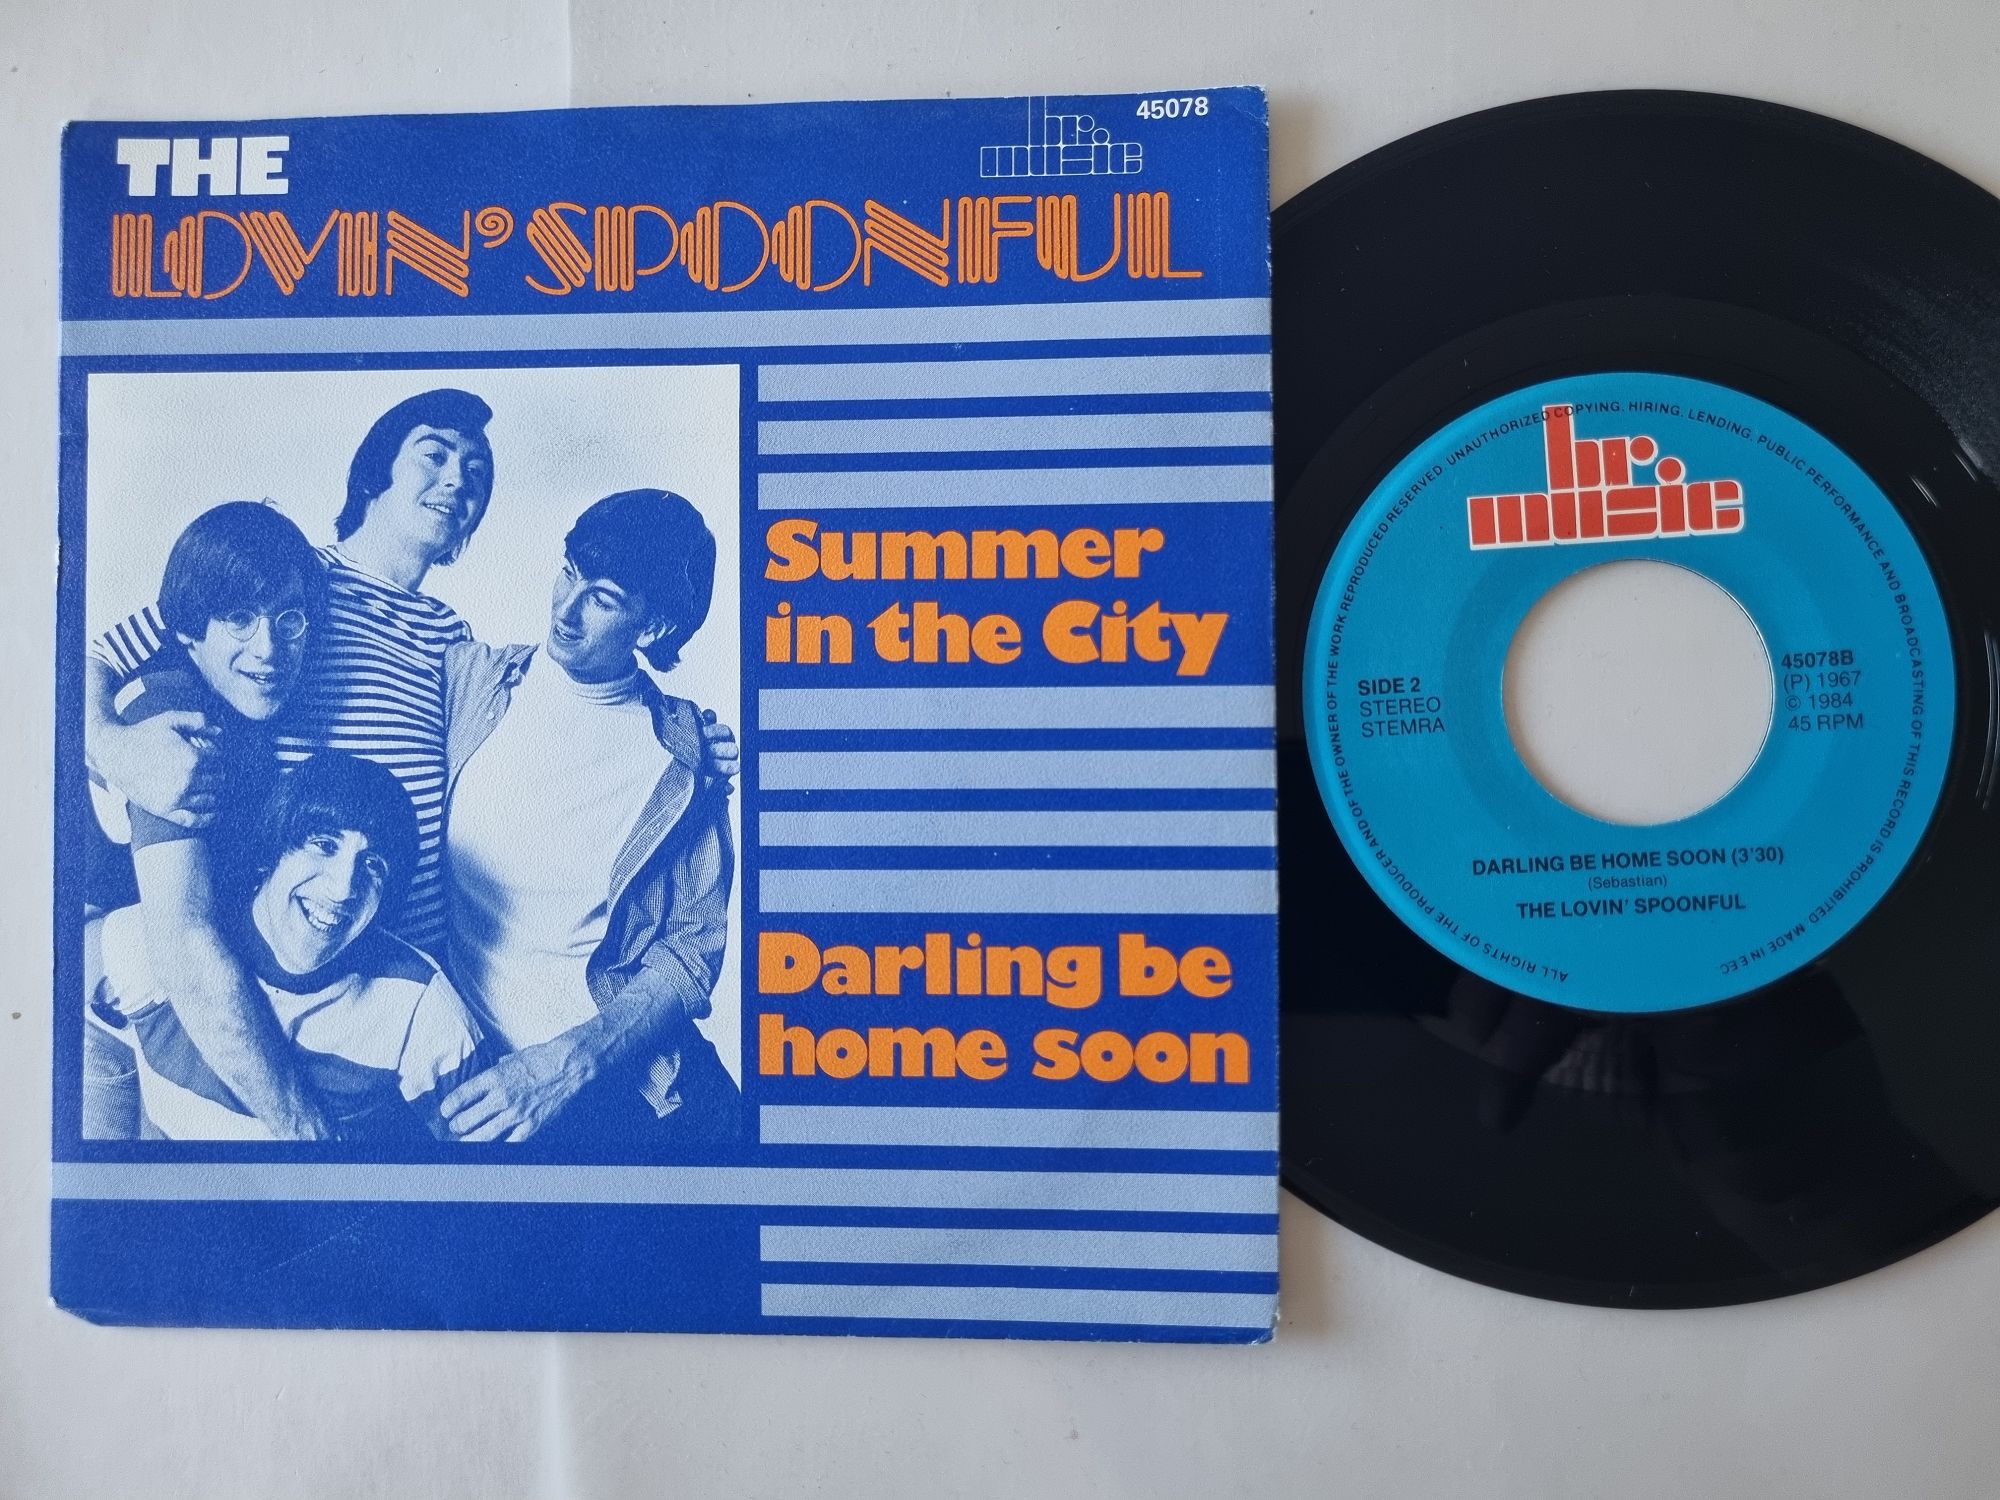 THE
br
music
45078
LOVIN' SPOONFUL
Summer
in the City
Darling be
home soon
UNAUTHORIZED COPYING. HIRING. LENDING. PUBLIC PERFORMANCE AND BROADCASTING OF THIS RECORD IS PROHIBITED. MADE IN EEC.
br
music
ALL RIGHTS OF THE PRODUCER AND OF THE OWNER OF THE WORK REPRODUCED RESERVED.
SIDE 2
STEREO
STEMRA
45078B
(P) 1967
© 1984
45 RPM
DARLING BE HOME SOON (3'30)
(Sebastian)
THE LOVIN' SPOONFUL